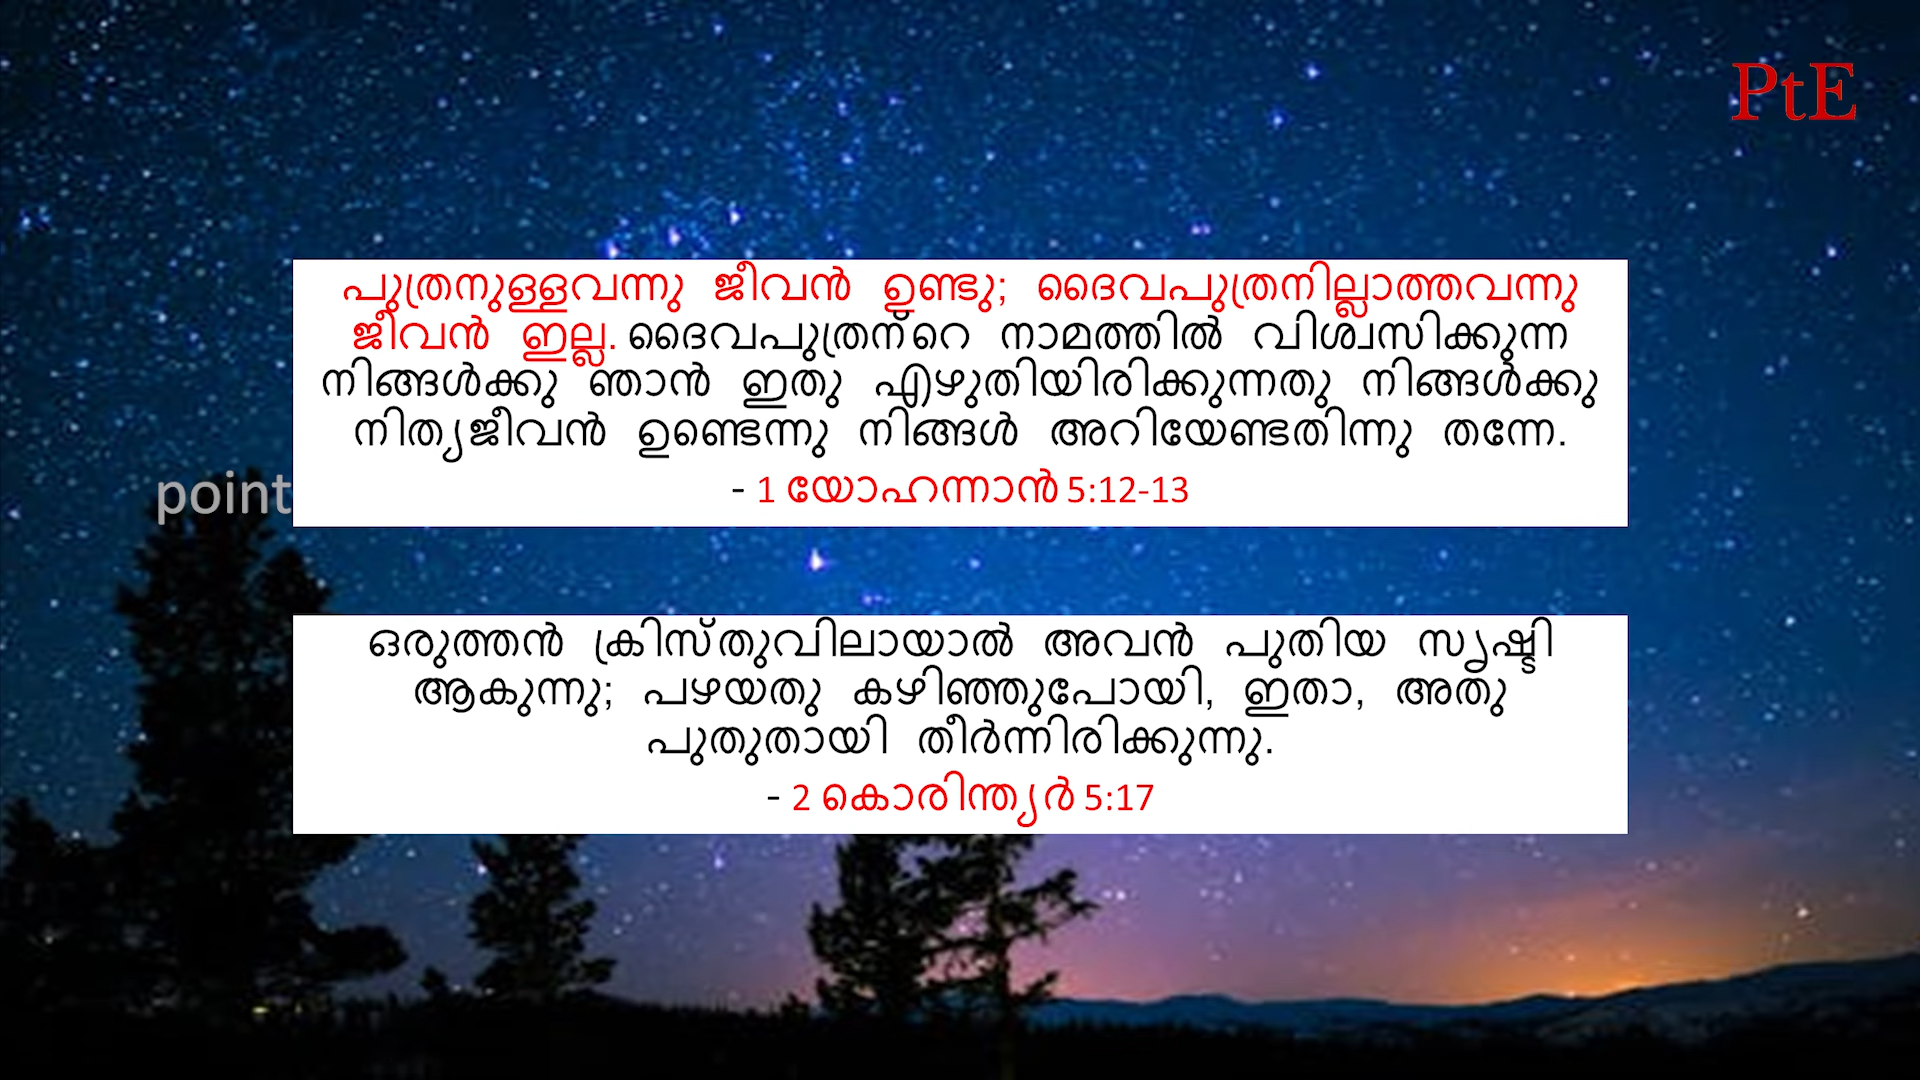 PtE
പുത്രനുള്ളവന്നു ജീവൻ ഉണ്ടു; ദൈവപുത്രനില്ലാത്തവന്നു
ജീവൻ ഇല്ല. ദൈവപുത്രന്റെ നാമത്തിൽ വിശ്വസിക്കുന്ന
നിങ്ങൾക്കു ഞാൻ ഇതു എഴുതിയിരിക്കുന്നതു നിങ്ങൾക്കു
നിത്യജീവൻ ഉണ്ടെന്നു നിങ്ങൾ അറിയേണ്ടതിന്നു തന്നേ.
- 1 യോഹന്നാൻ 5:12-13
point
ഒരുത്തൻ ക്രിസ്തുവിലായാൽ അവൻ പുതിയ സൃഷ്ടി
ആകുന്നു; പഴയതു കഴിഞ്ഞുപോയി, ഇതാ, അതു
പുതുതായി തീർന്നിരിക്കുന്നു.
- 2 കൊരിന്ത്യർ 5:17